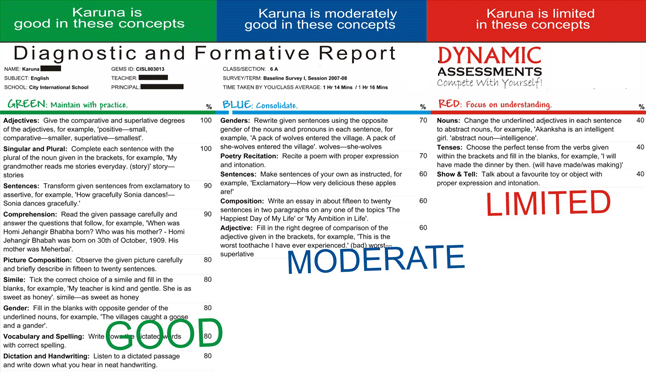 Karuna is
good in these concepts
Karuna is moderately
good in these concepts
Karuna is limited
in these concepts
Diagnostic and Formative Report
DYNAMIC
ASSESSMENTS
Compete With Yourself!
NAME: Karuna
GEMS ID: CISL803013
CLASS/SECTION: 6 A
SUBJECT: English
TEACHER:
SURVEY/TERM: Baseline Survey I, Session 2007-08
SCHOOL: City International School
PRINCIPAL:
TIME TAKEN BY YOU/CLASS AVERAGE: 1 Hr 14 Mins / 1 Hr 16 Mins
GREEN: Maintain with practice. %
Adjectives: Give the comparative and superlative degrees 100
of the adjectives, for example, 'positive—small,
comparative—smaller, superlative—smallest'.
Singular and Plural: Complete each sentence with the 100
plural of the noun given in the brackets, for example, 'My
grandmother reads me stories everyday. (story)' story—
stories
Sentences: Transform given sentences from exclamatory to 90
assertive, for example, 'How gracefully Sonia dances!—
Sonia dances gracefully.'
Comprehension: Read the given passage carefully and 90
answer the questions that follow, for example, 'When was
Homi Jehangir Bhabha born? Who was his mother? - Homi
Jehangir Bhabah was born on 30th of October, 1909. His
mother was Meherbai'.
Picture Composition: Observe the given picture carefully 80
and briefly describe in fifteen to twenty sentences.
Simile: Tick the correct choice of a simile and fill in the 80
blanks, for example, 'My teacher is kind and gentle. She is as
sweet as honey'. simile—as sweet as honey
Gender: Fill in the blanks with opposite gender of the 80
underlined nouns, for example, 'The villages caught a goose
and a gander'.
Vocabulary and Spelling: Write down the dictated words 80
with correct spelling.
Dictation and Handwriting: Listen to a dictated passage 80
and write down what you hear in neat handwriting.
GOOD
BLUE: Consolidate. %
Genders: Rewrite given sentences using the opposite 70
gender of the nouns and pronouns in each sentence, for
example, 'A pack of wolves entered the village. A pack of
she-wolves entered the village'. wolves—she-wolves
Poetry Recitation: Recite a poem with proper expression 70
and intonation.
Sentences: Make sentences of your own as instructed, for 60
example, 'Exclamatory—How very delicious these apples
are!'
Composition: Write an essay in about fifteen to twenty 60
sentences in two paragraphs on any one of the topics 'The
Happiest Day of My Life' or 'My Ambition in Life'.
Adjective: Fill in the right degree of comparison of the 60
adjective given in the brackets, for example, 'This is the
worst toothache I have ever experienced.' (bad) worst—
superlative
MODERATE
RED: Focus on understanding. %
Nouns: Change the underlined adjectives in each sentence 40
to abstract nouns, for example, 'Akanksha is an intelligent
girl. 'abstract noun—intelligence'.
Tenses: Choose the perfect tense from the verbs given 40
within the brackets and fill in the blanks, for example, 'I will
have made the dinner by then. (will have made/was making)'
Show & Tell: Talk about a favourite toy or object with 40
proper expression and intonation.
LIMITED